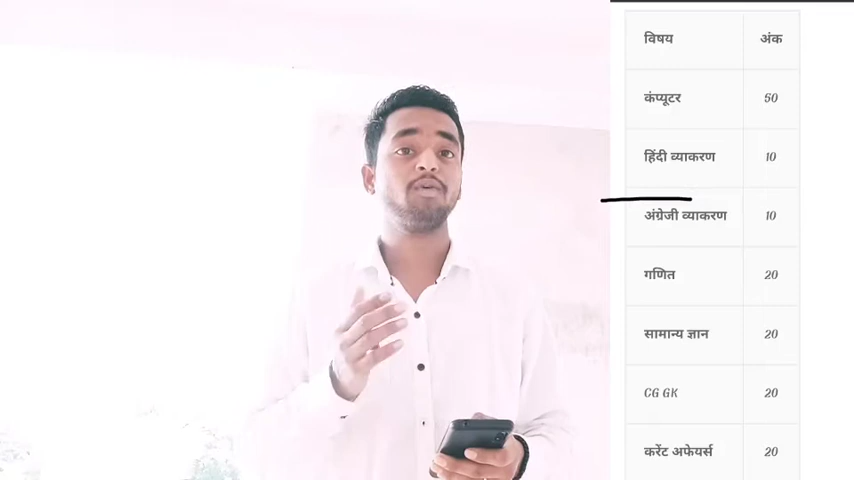 विषय अंक
कंप्यूटर 50
हिंदी व्याकरण 10
अंग्रेजी व्याकरण 10
गणित 20
सामान्य ज्ञान 20
CG GK 20
करेंट अफेयर्स 20